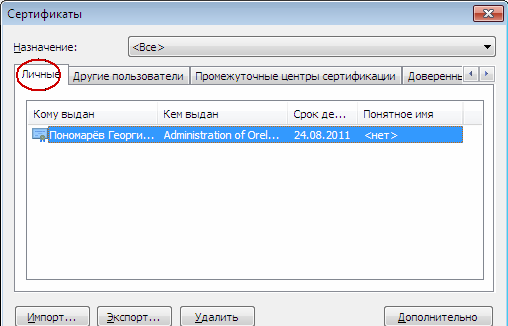 Сертификаты
Назначение: <Все>
Личные Другие пользователи Промежуточные центры сертификации Доверенны
Кому выдан Кем выдан Срок де... Понятное имя
Пономарёв Георги... Administration of Orel... 24.08.2011 <нет>
Импорт... Экспорт... Удалить Дополнительно